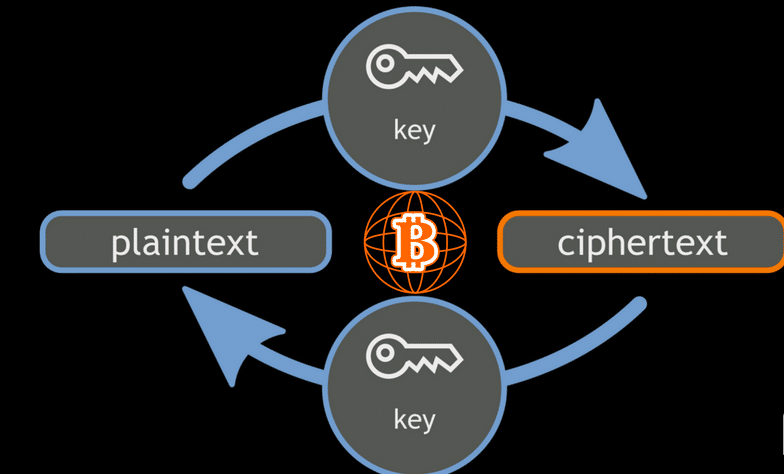 key
plaintext
₿
ciphertext
key